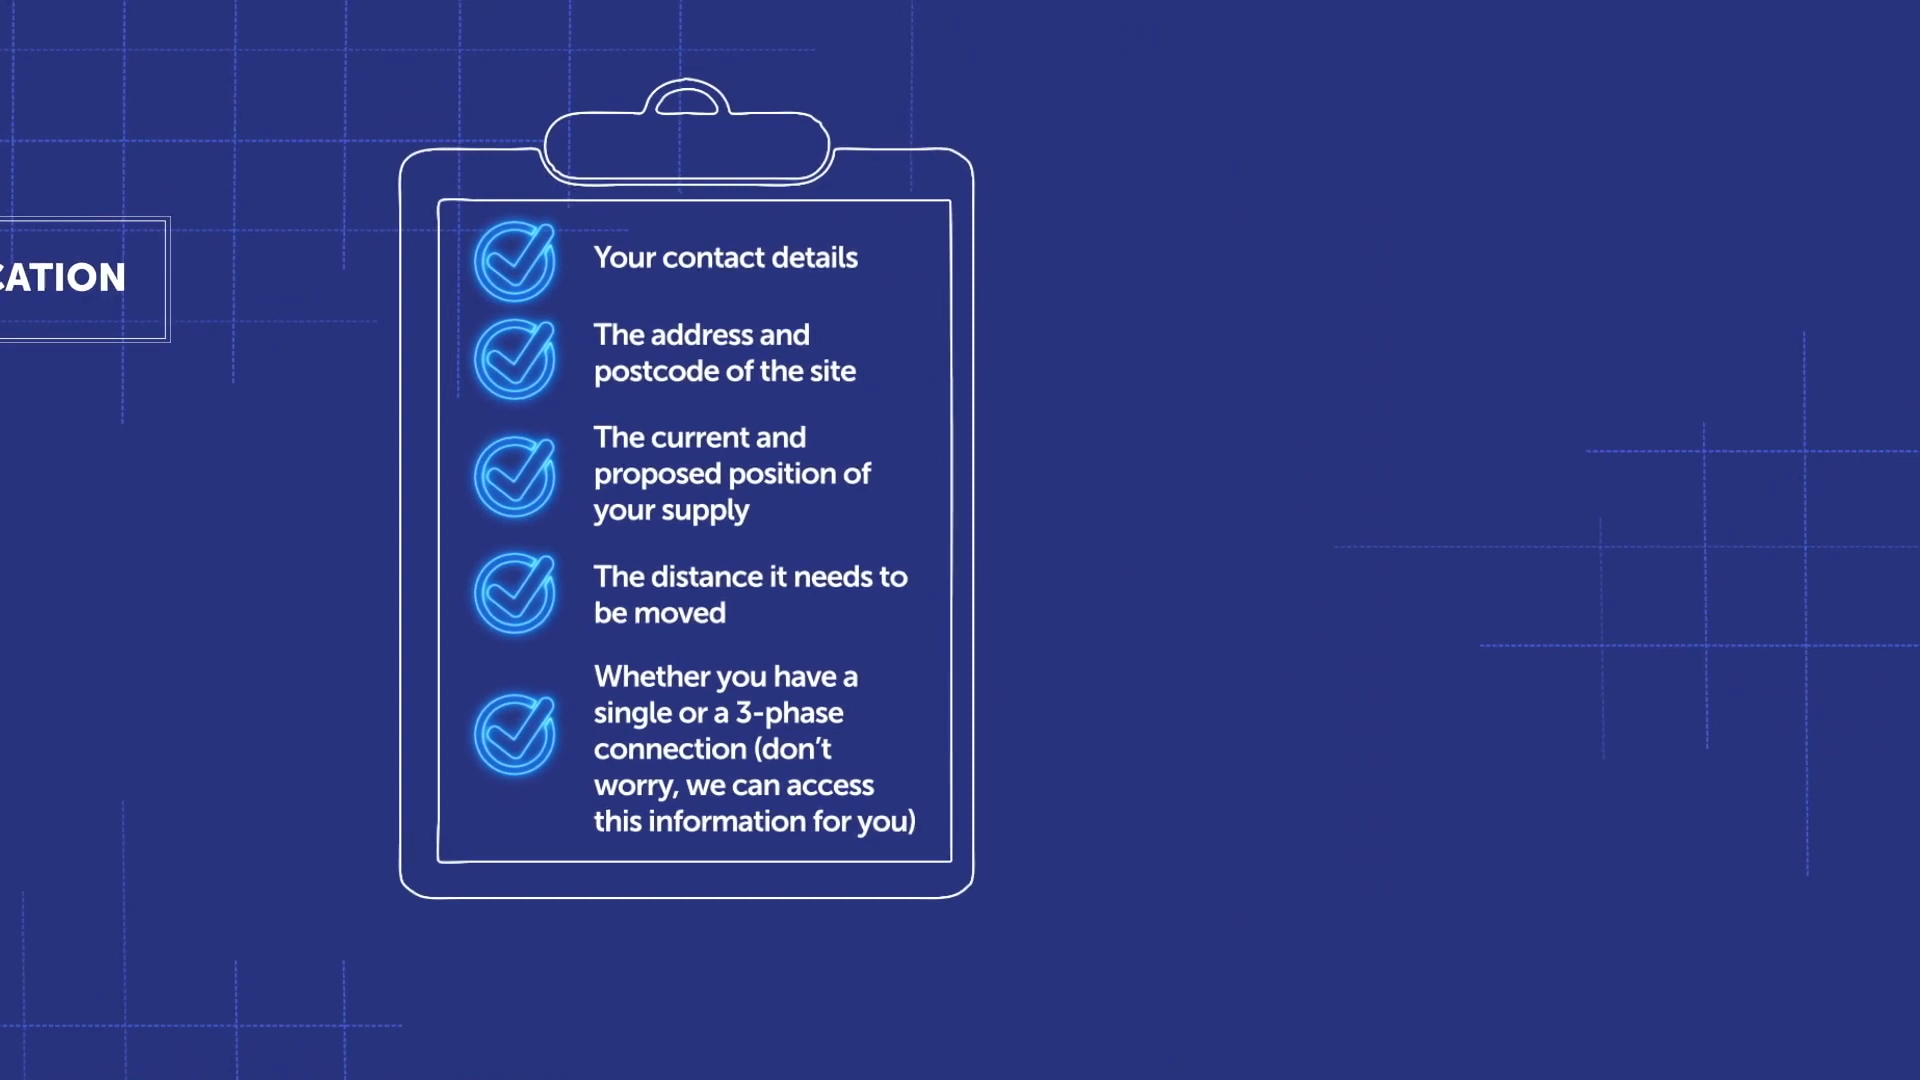 CATION
Your contact details
The address and
postcode of the site
The current and
proposed position of
your supply
The distance it needs to
be moved
Whether you have a
single or a 3-phase
connection (don’t
worry, we can access
this information for you)